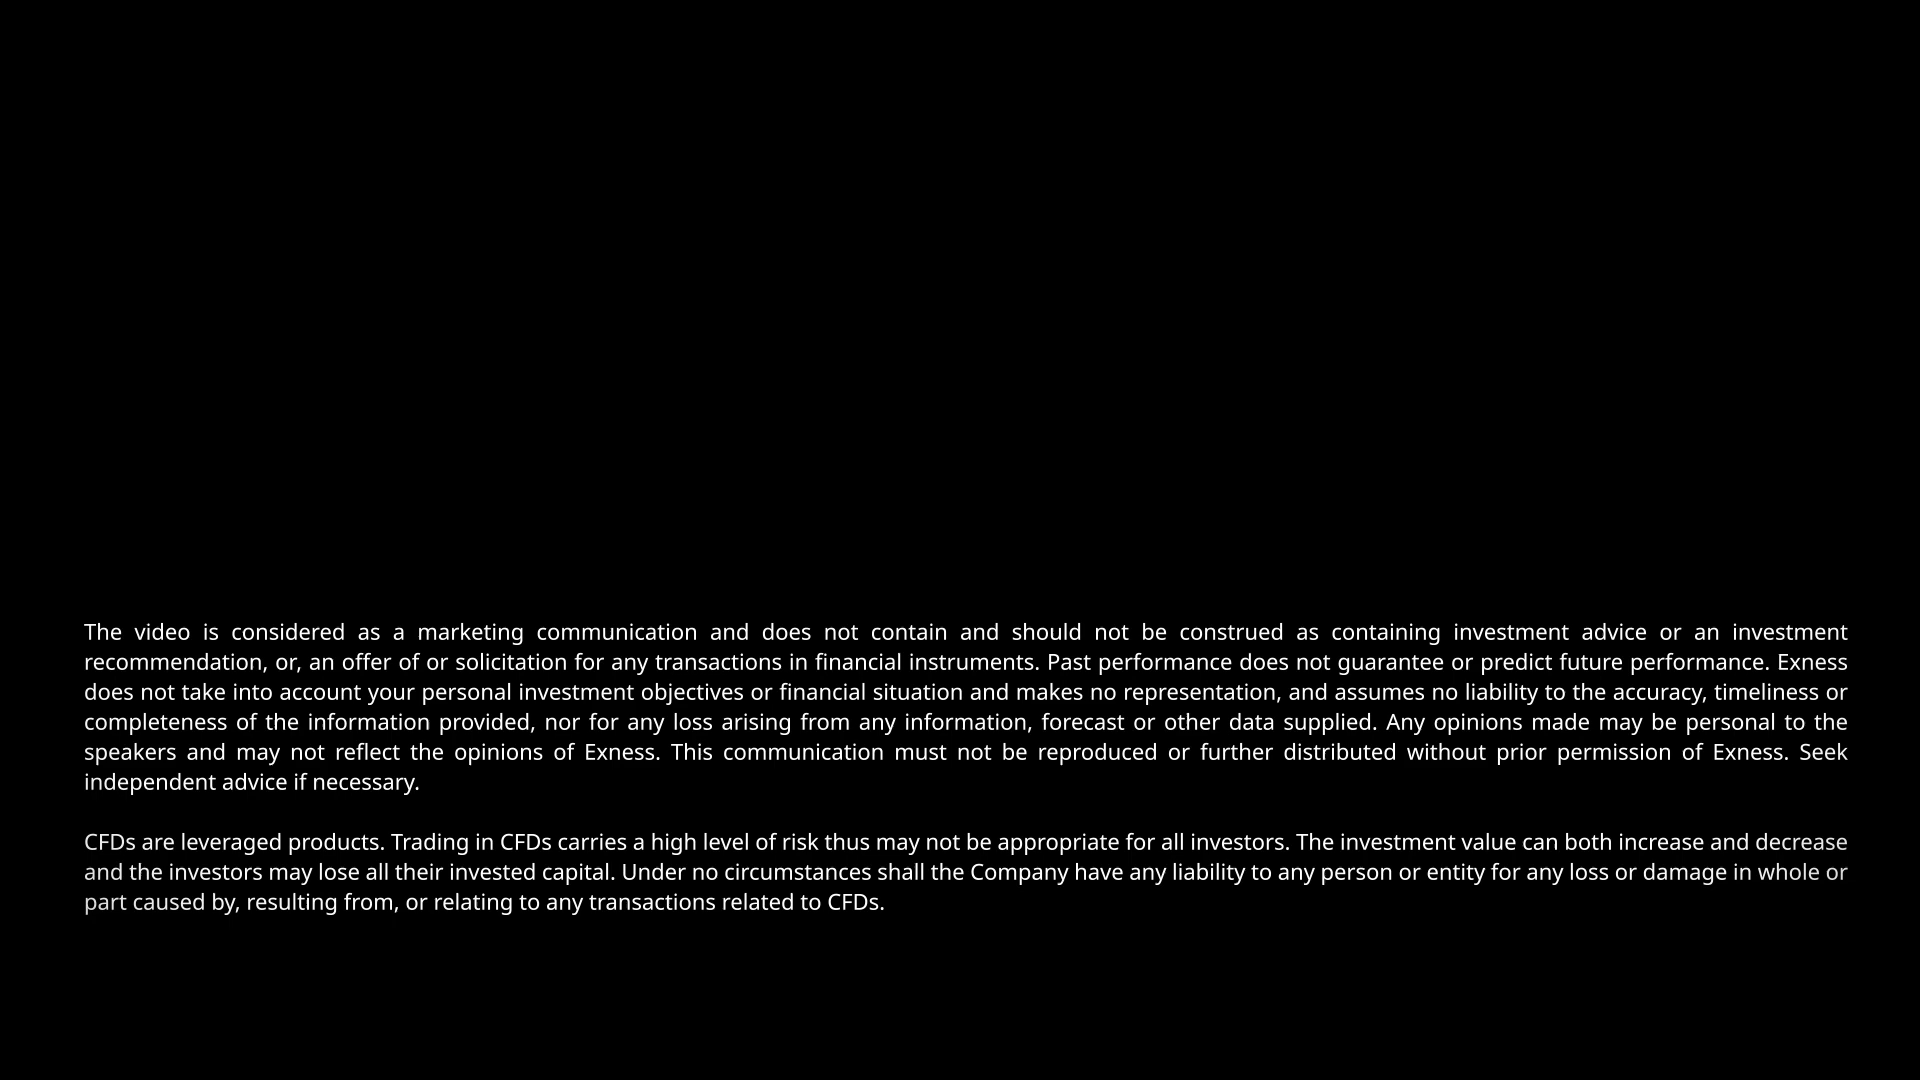 The video is considered as a marketing communication and does not contain and should not be construed as containing investment advice or an investment
recommendation, or, an offer of or solicitation for any transactions in financial instruments. Past performance does not guarantee or predict future performance. Exness
does not take into account your personal investment objectives or financial situation and makes no representation, and assumes no liability to the accuracy, timeliness or
completeness of the information provided, nor for any loss arising from any information, forecast or other data supplied. Any opinions made may be personal to the
speakers and may not reflect the opinions of Exness. This communication must not be reproduced or further distributed without prior permission of Exness. Seek
independent advice if necessary.
CFDs are leveraged products. Trading in CFDs carries a high level of risk thus may not be appropriate for all investors. The investment value can both increase and decrease
and the investors may lose all their invested capital. Under no circumstances shall the Company have any liability to any person or entity for any loss or damage in whole or
part caused by, resulting from, or relating to any transactions related to CFDs.